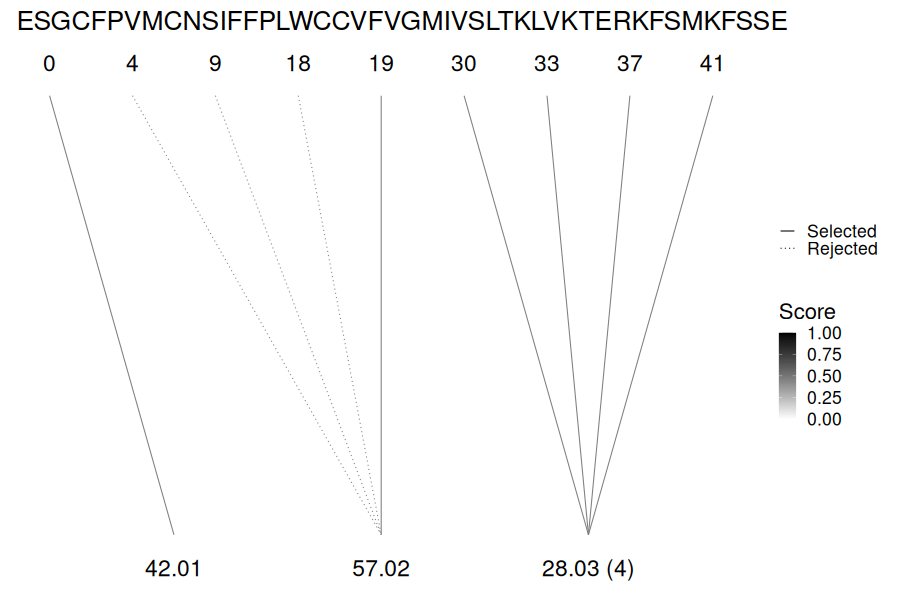 ESGCFPVMCNSIFFPLWCCVFVGMIVSLTKLVKTERKFSMKFSSE
0 4 9 18 19 30 33 37 41
Selected
Rejected
Score
1.00
0.75
0.50
0.25
0.00
42.01 57.02 28.03 (4)